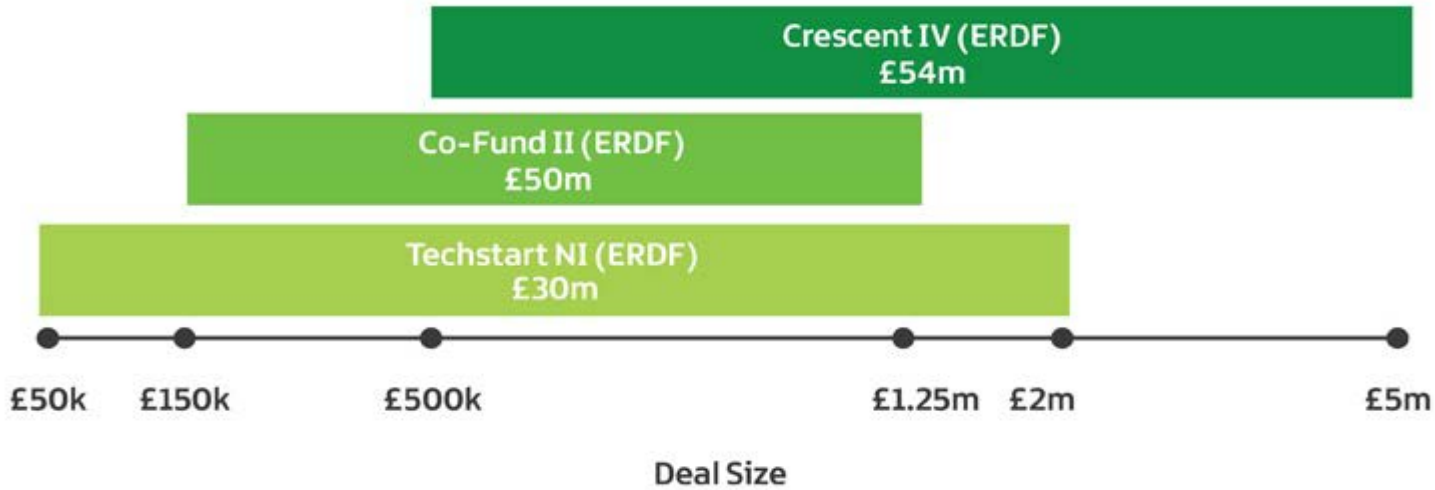 Crescent IV (ERDF)
£54m
Co-Fund II (ERDF)
£50m
Techstart NI (ERDF)
£30m
£50k £150k £500k £1.25m £2m £5m
Deal Size